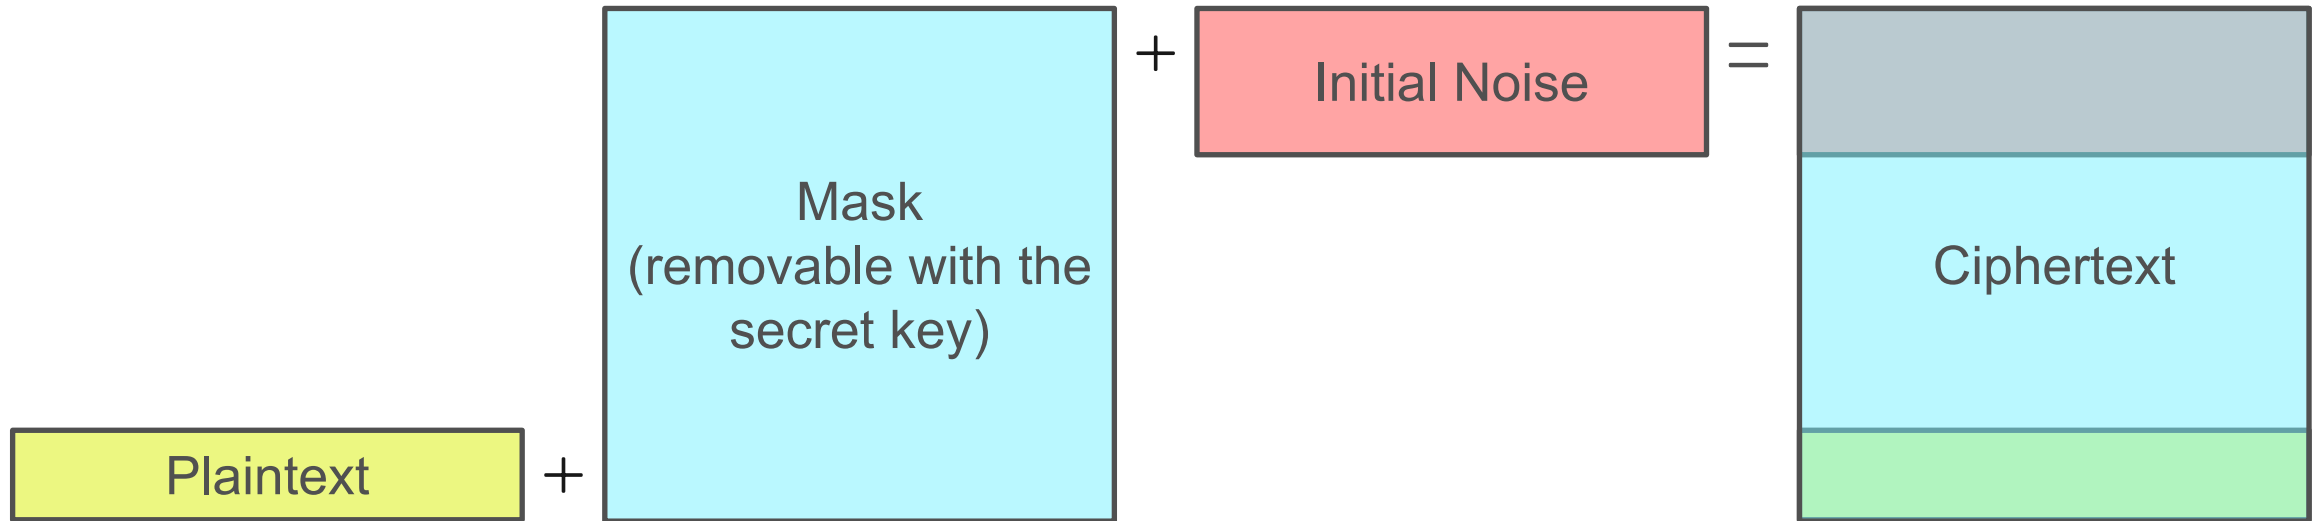 Plaintext
+
Mask
(removable with the
secret key)
+
Initial Noise
=
Ciphertext